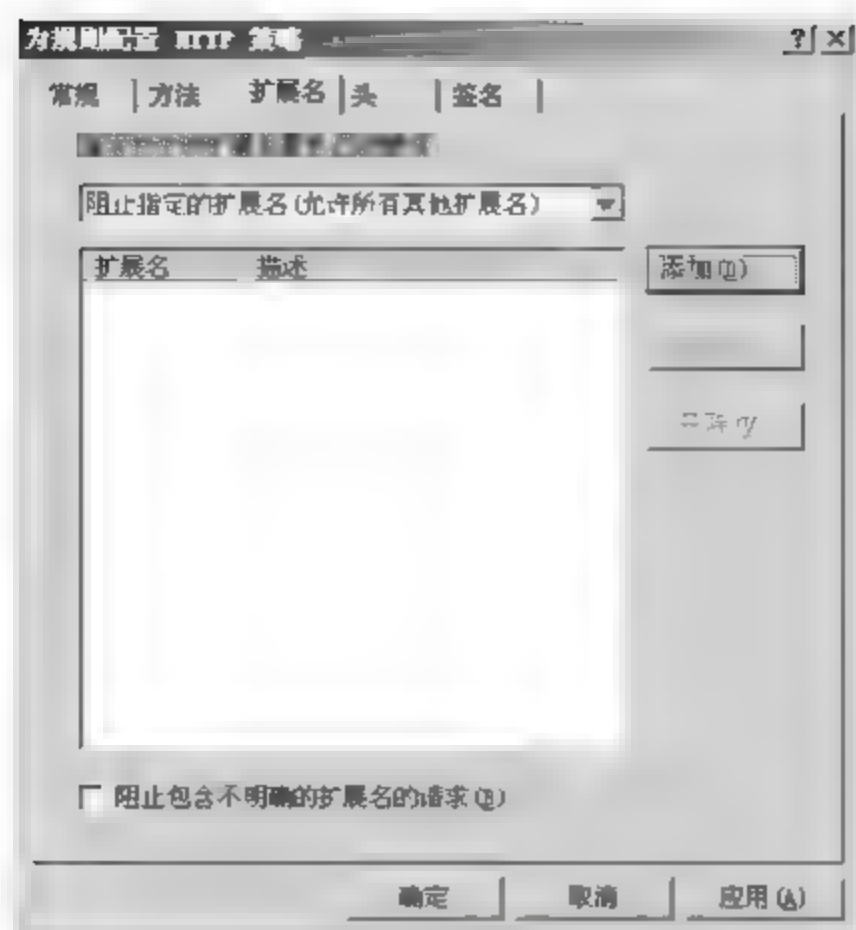 为规则配置 HTTP 策略
常规 方法 扩展名 头 签名
阻止指定的扩展名(允许所有其他扩展名)
扩展名 描述
添加(D)
阻止包含不明确的扩展名的请求(B)
确定 取消 应用(A)